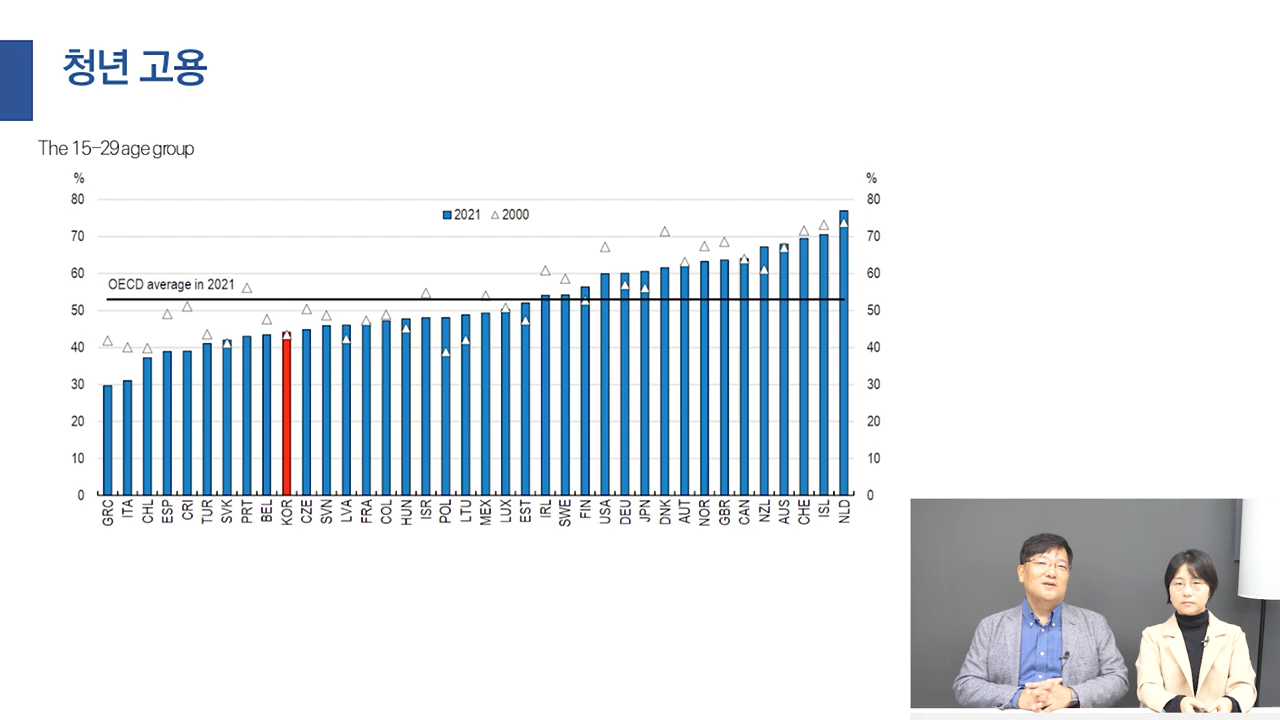 청년 고용
The 15-29 age group
% %
80 80
2021 2000
70 70
60 60
OECD average in 2021
50 50
40 40
30 30
20 20
10 10
0 0
GRC ITA CHL ESP CRI TUR SVK PRT BEL KOR CZE SVN LVA FRA COL HUN ISR POL LTU MEX LUX EST IRL SWE FIN USA DEU JPN DNK AUT NOR GBR CAN NZL AUS CHE ISL NLD